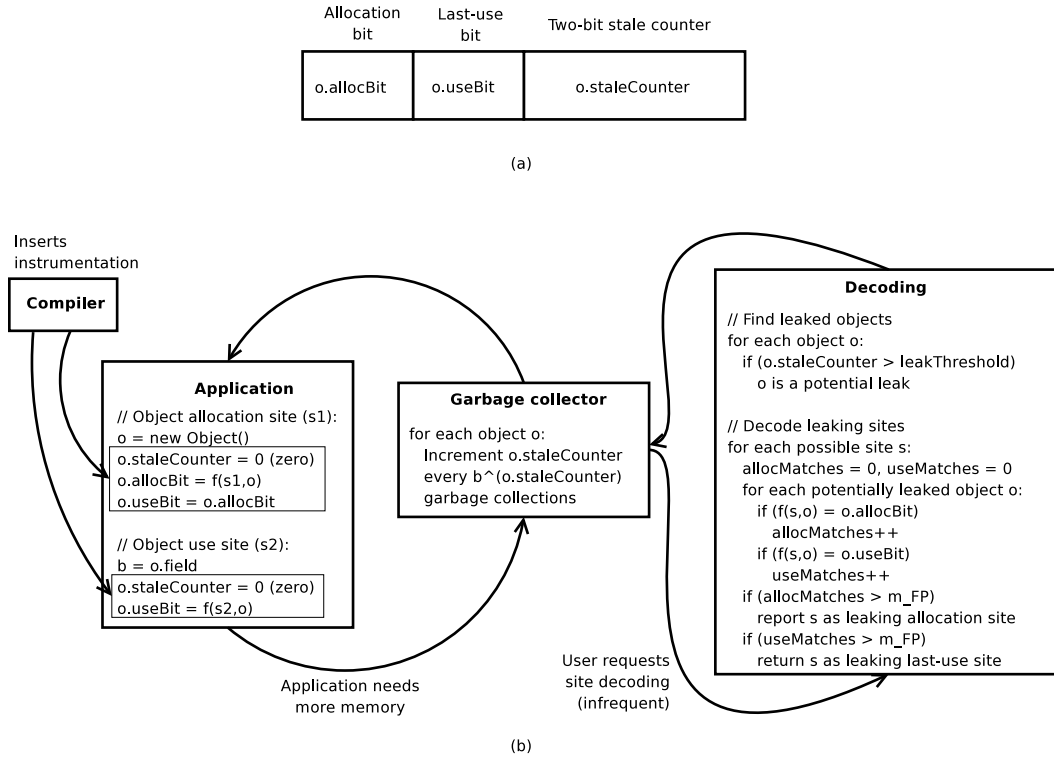 Allocation
bit
Last-use
bit
Two-bit stale counter
o.allocBit
o.useBit
o.staleCounter
(a)
Inserts
instrumentation
Compiler
Application
// Object allocation site (s1):
o = new Object()
o.staleCounter = 0 (zero)
o.allocBit = f(s1,o)
o.useBit = o.allocBit
// Object use site (s2):
b = o.field
o.staleCounter = 0 (zero)
o.useBit = f(s2,o)
Application needs
more memory
Garbage collector
for each object o:
Increment o.staleCounter
every b^(o.staleCounter)
garbage collections
User requests
site decoding
(infrequent)
Decoding
// Find leaked objects
for each object o:
if (o.staleCounter > leakThreshold)
o is a potential leak
// Decode leaking sites
for each possible site s:
allocMatches = 0, useMatches = 0
for each potentially leaked object o:
if (f(s,o) = o.allocBit)
allocMatches++
if (f(s,o) = o.useBit)
useMatches++
if (allocMatches > m_FP)
report s as leaking allocation site
if (useMatches > m_FP)
return s as leaking last-use site
(b)